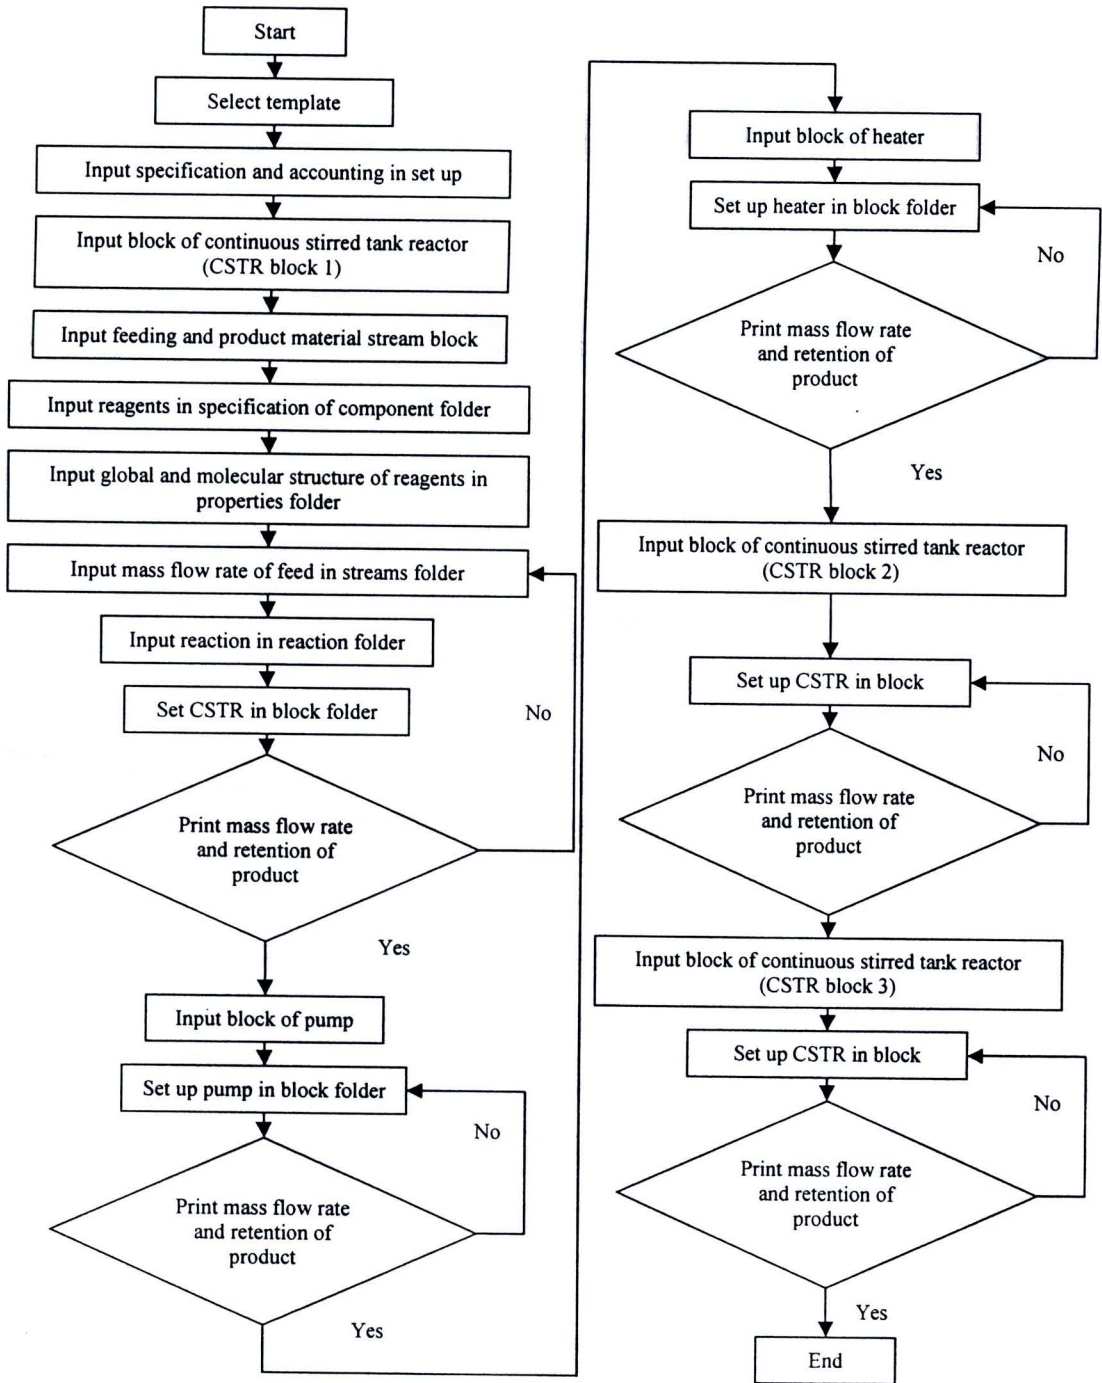 Start
Select template
Input specification and accounting in set up
Input block of continuous stirred tank reactor
(CSTR block 1)
Input feeding and product material stream block
Input reagents in specification of component folder
Input global and molecular structure of reagents in
properties folder
Input mass flow rate of feed in streams folder
Input reaction in reaction folder
Set CSTR in block folder
No
Print mass flow rate
and retention of
product
Yes
Input block of pump
Set up pump in block folder
No
Print mass flow rate
and retention of
product
Yes
Input block of heater
Set up heater in block folder
No
Print mass flow rate
and retention of
product
Yes
Input block of continuous stirred tank reactor
(CSTR block 2)
Set up CSTR in block
No
Print mass flow rate
and retention of
product
Input block of continuous stirred tank reactor
(CSTR block 3)
Set up CSTR in block
No
Print mass flow rate
and retention of
product
Yes
End